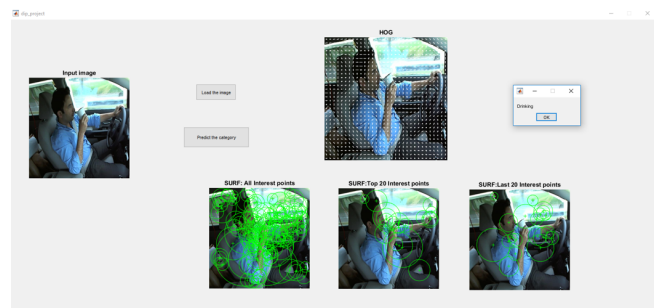 dip_project
HOG
Input image
Load the image
Drinking
OK
Predict the category
SURF: All Interest points
SURF:Top 20 Interest points
SURF:Last 20 Interest points